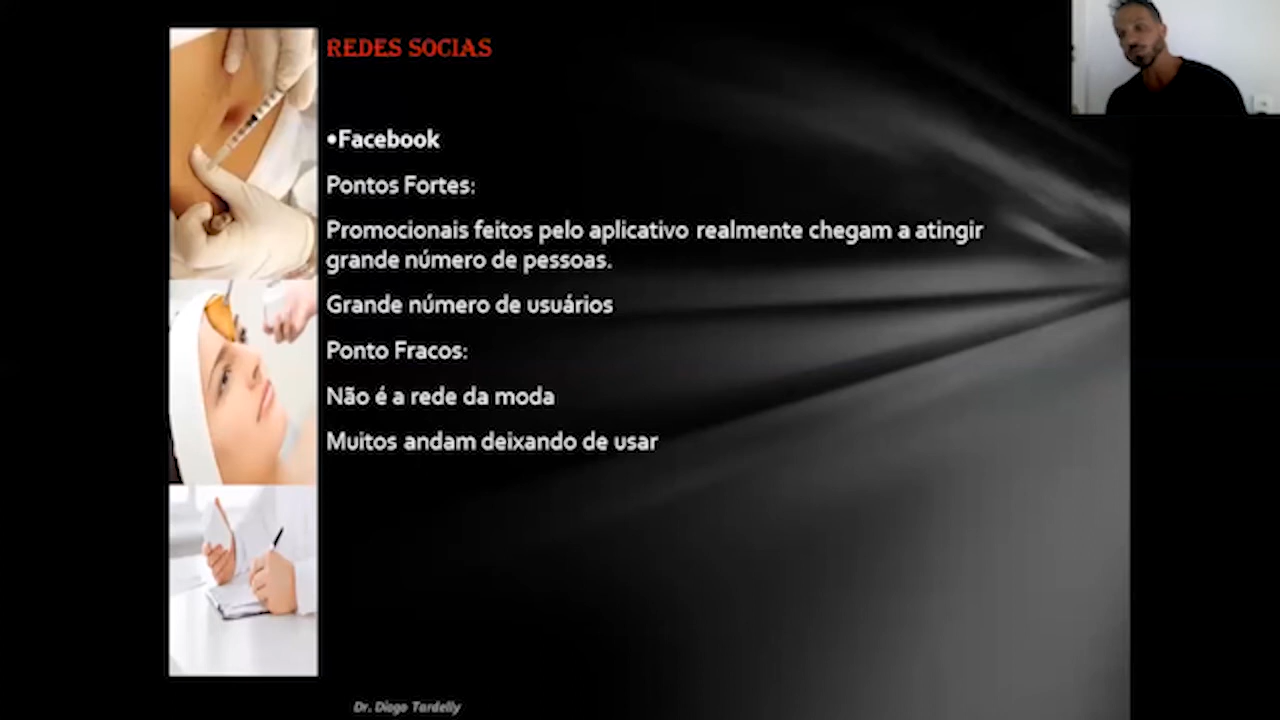 REDES SOCIAS
•Facebook
Pontos Fortes:
Promocionais feitos pelo aplicativo realmente chegam a atingir
grande número de pessoas.
Grande número de usuários
Ponto Fracos:
Não é a rede da moda
Muitos andam deixando de usar
Dr. Diogo Tardelly